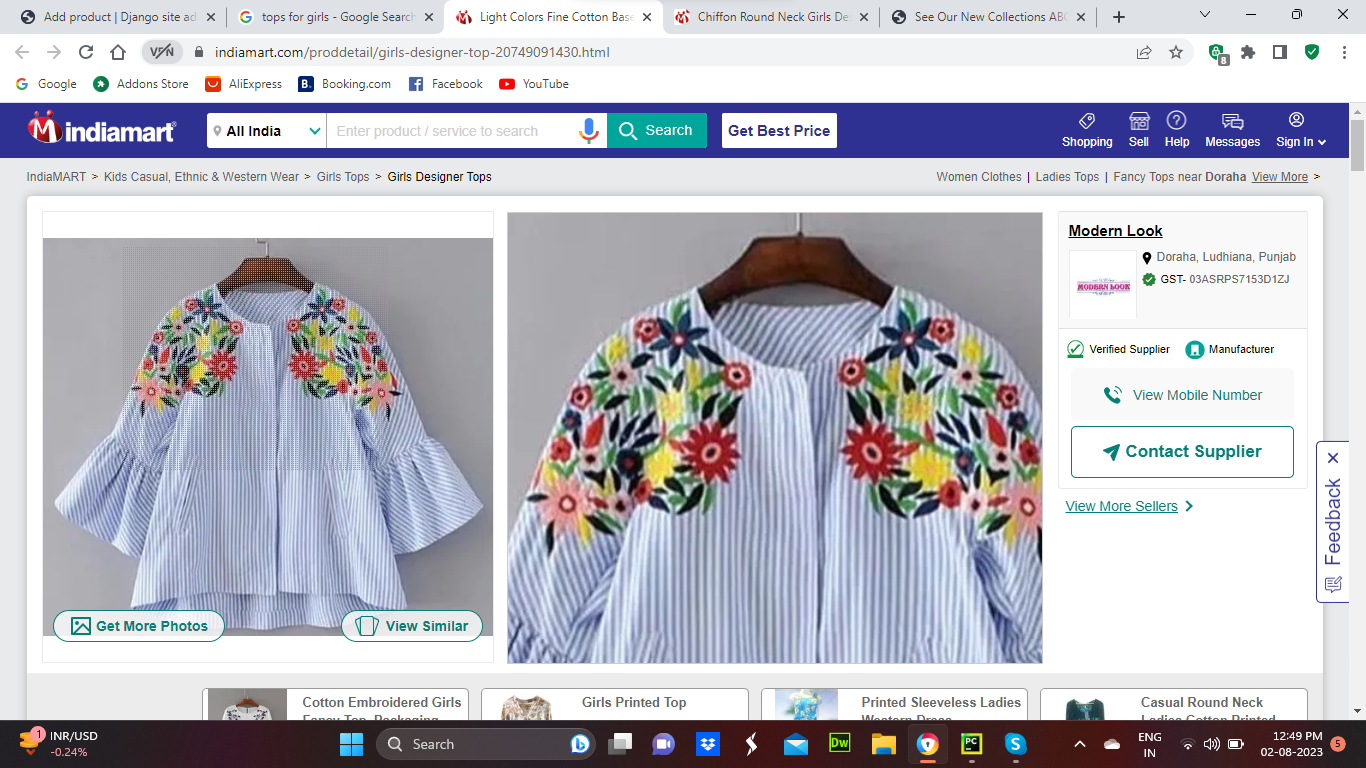 Add product | Django site ad
tops for girls - Google Search
Light Colors Fine Cotton Base
Chiffon Round Neck Girls De
See Our New Collections ABC
VPN
indiamart.com/proddetail/girls-designer-top-20749091430.html
8
Google
Addons Store
AliExpress
B.
Booking.com
Facebook
YouTube
indiamart
All India
Enter product / service to search
Search
Get Best Price
Shopping
Sell
Help
Messages
Sign In
IndiaMART > Kids Casual, Ethnic & Western Wear > Girls Tops > Girls Designer Tops
Women Clothes | Ladies Tops | Fancy Tops near Doraha View More >
Modern Look
MODERN LOOK
Doraha, Ludhiana, Punjab
GST- 03ASRPS7153D1ZJ
Verified Supplier
Manufacturer
View Mobile Number
Contact Supplier
View More Sellers
Feedback
Get More Photos
View Similar
Cotton Embroidered Girls
Fancy Top, Packaging
Girls Printed Top
Printed Sleeveless Ladies
Western Dress
Casual Round Neck
Ladies Cotton Printed
1
INR/USD
-0.24%
Search
Dw
PC
S
ENG
IN
12:49 PM
02-08-2023
5